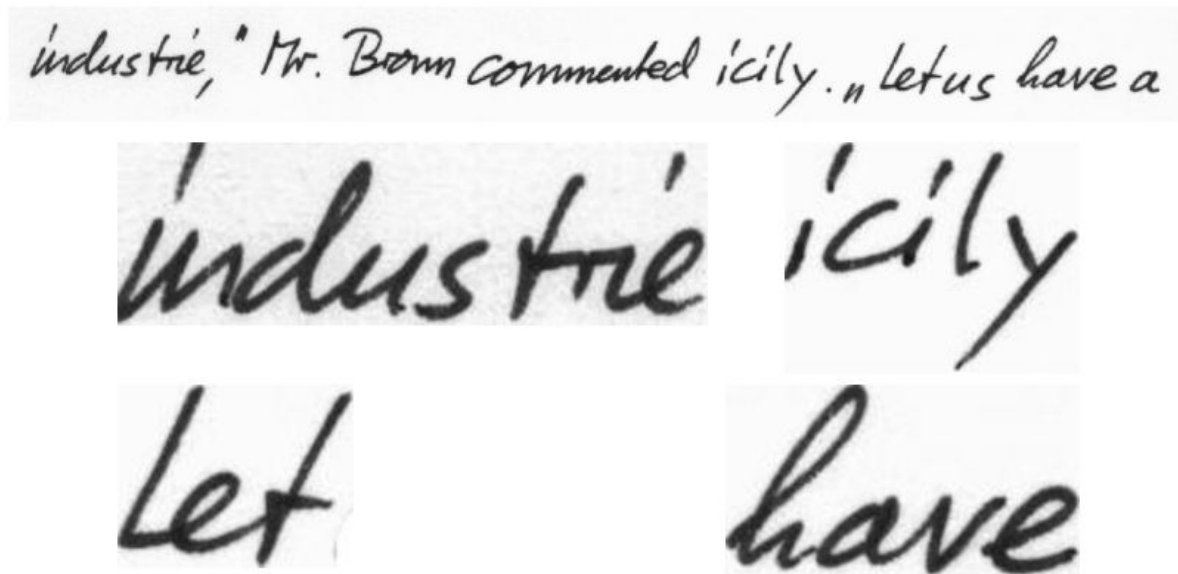 industrie," Mr. Brown commented icily. „Let us have a
industrie icily
Let have